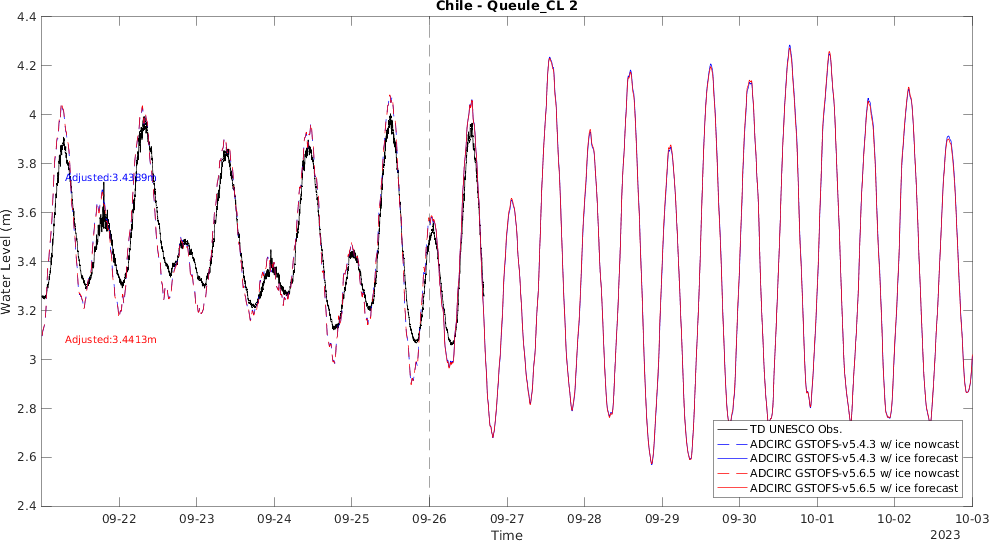 Chile - Queule_CL 2
4.4
4.2
4
3.8
3.6
3.4
3.2
3
2.8
2.6
2.4
Water Level (m)
Adjusted:3.4389m
Adjusted:3.4413m
TD UNESCO Obs.
ADCIRC GSTOFS-v5.4.3 w/ ice nowcast
ADCIRC GSTOFS-v5.4.3 w/ ice forecast
ADCIRC GSTOFS-v5.6.5 w/ ice nowcast
ADCIRC GSTOFS-v5.6.5 w/ ice forecast
09-22 09-23 09-24 09-25 09-26 09-27 09-28 09-29 09-30 10-01 10-02 10-03
Time
2023